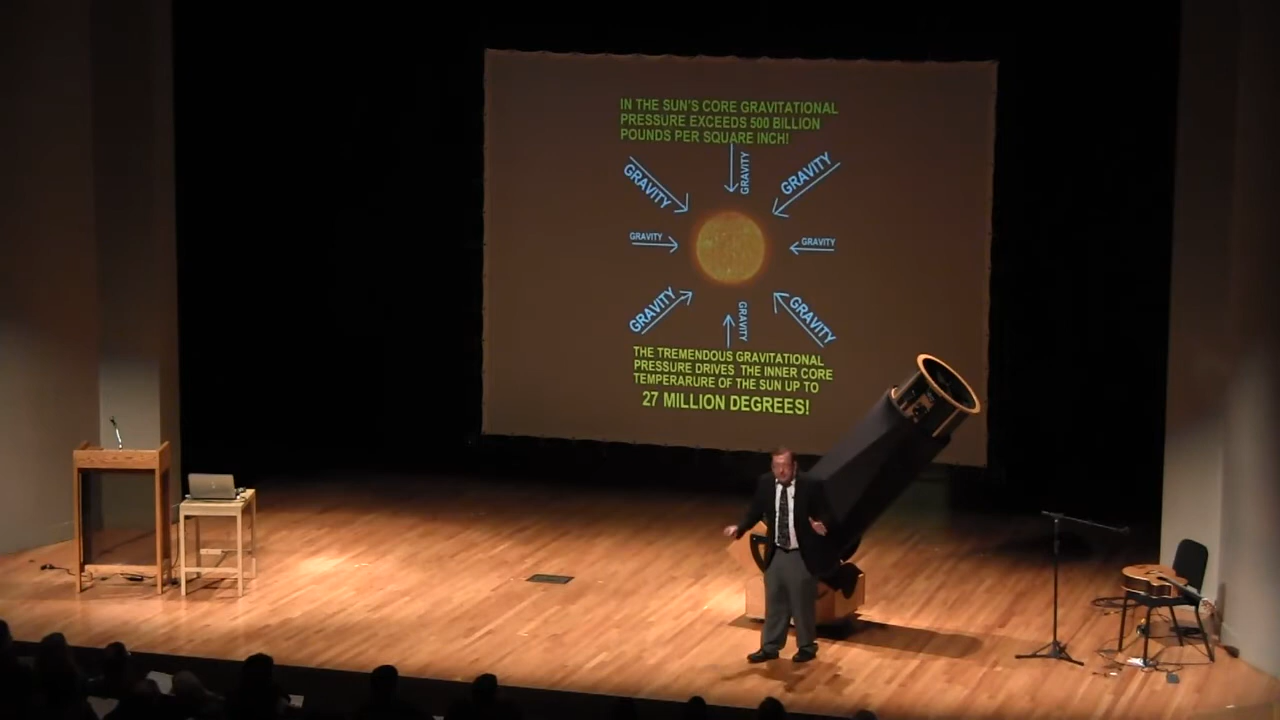 IN THE SUN'S CORE GRAVITATIONAL
PRESSURE EXCEEDS 500 BILLION
POUNDS PER SQUARE INCH!
GRAVITY
GRAVITY
GRAVITY
GRAVITY
GRAVITY
GRAVITY
GRAVITY
GRAVITY
THE TREMENDOUS GRAVITATIONAL
PRESSURE DRIVES THE INNER CORE
TEMPERARURE OF THE SUN UP TO
27 MILLION DEGREES!